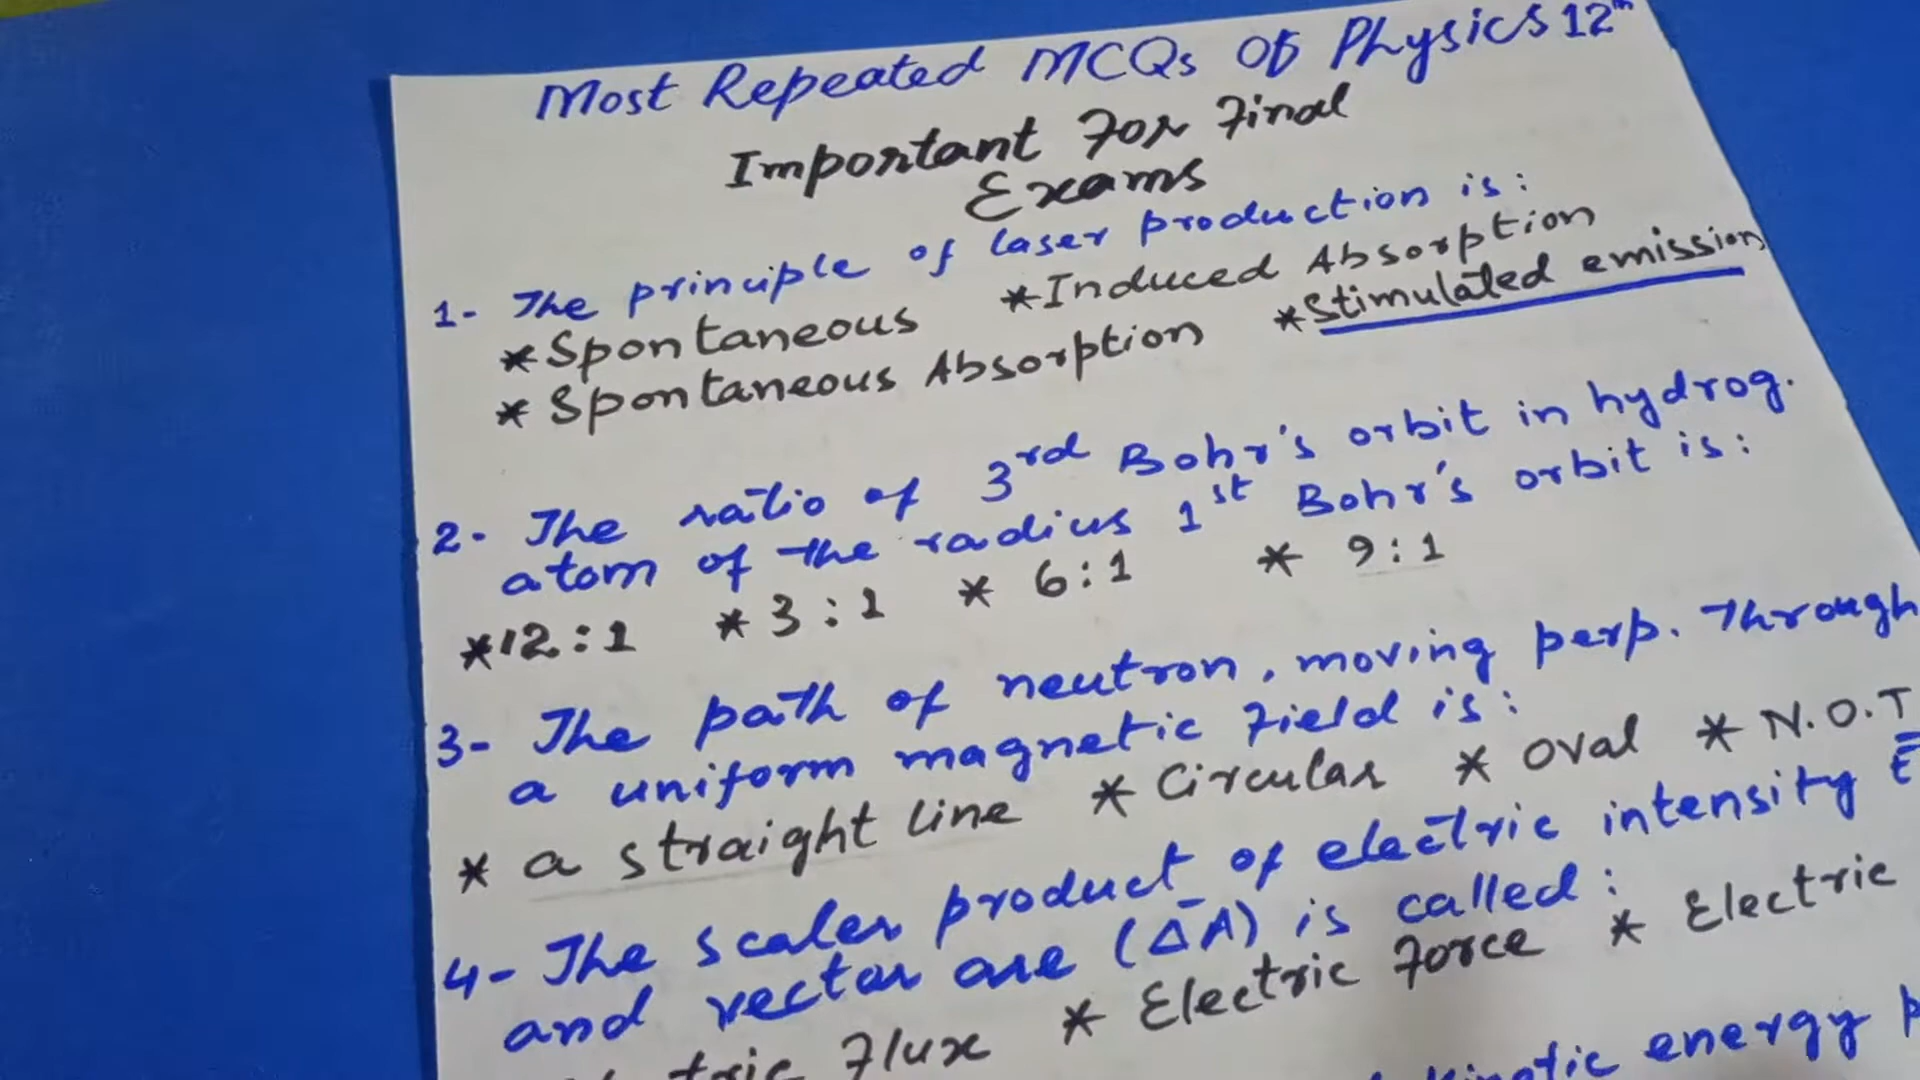 Most Repeated MCQs Of Physics 12th
Important For Final
Exams
1- The principle of laser production is:
* Spontaneous * Induced Absorption
* Spontaneous Absorption * Stimulated emission
2- The ratio of 3rd Bohr's orbit in hydrog.
atom of the radius 1st Bohr's orbit is:
* 12:1 * 3:1 * 6:1 * 9:1
3- The path of neutron, moving perp. Through
a uniform magnetic field is:
* a straight line * Circular * Oval * N.O.T
4- The scaler product of electric intensity E
and vector are (ΔA) is called:
Flux * Electric Force * Electric
energy